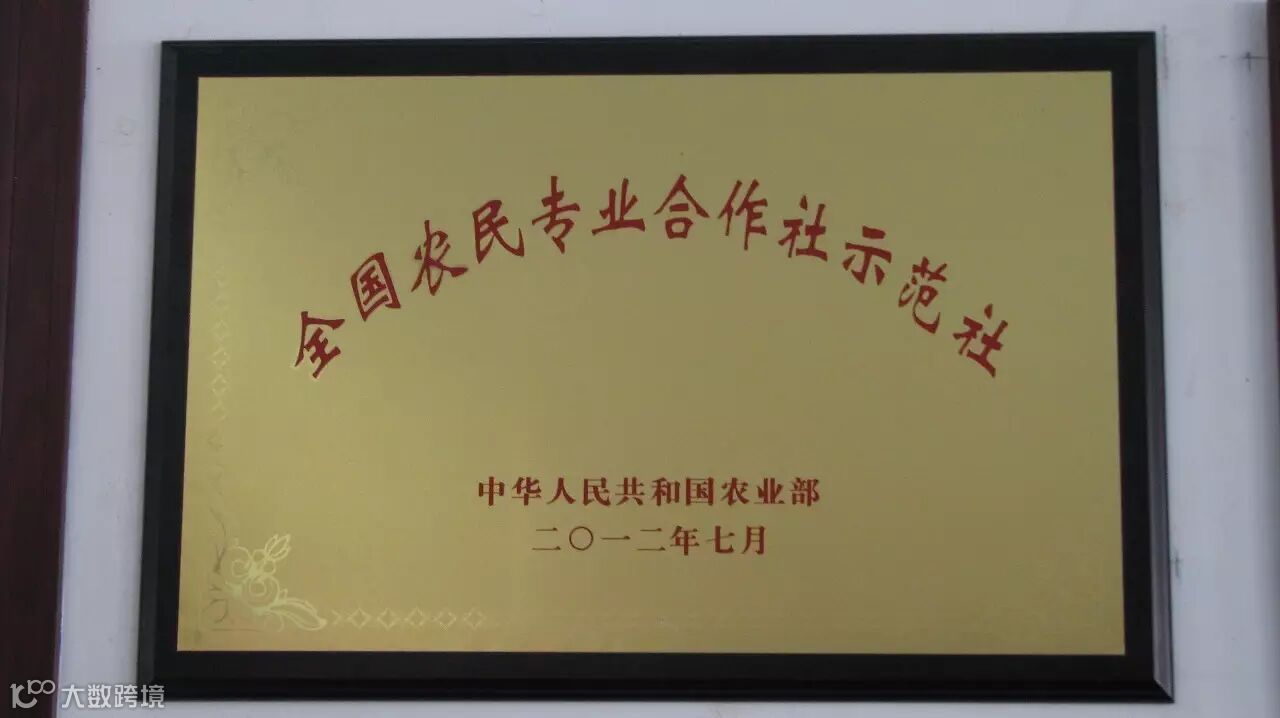 全国农民专业合作社示范社
中华人民共和国农业部
二〇一二年七月
大数跨境